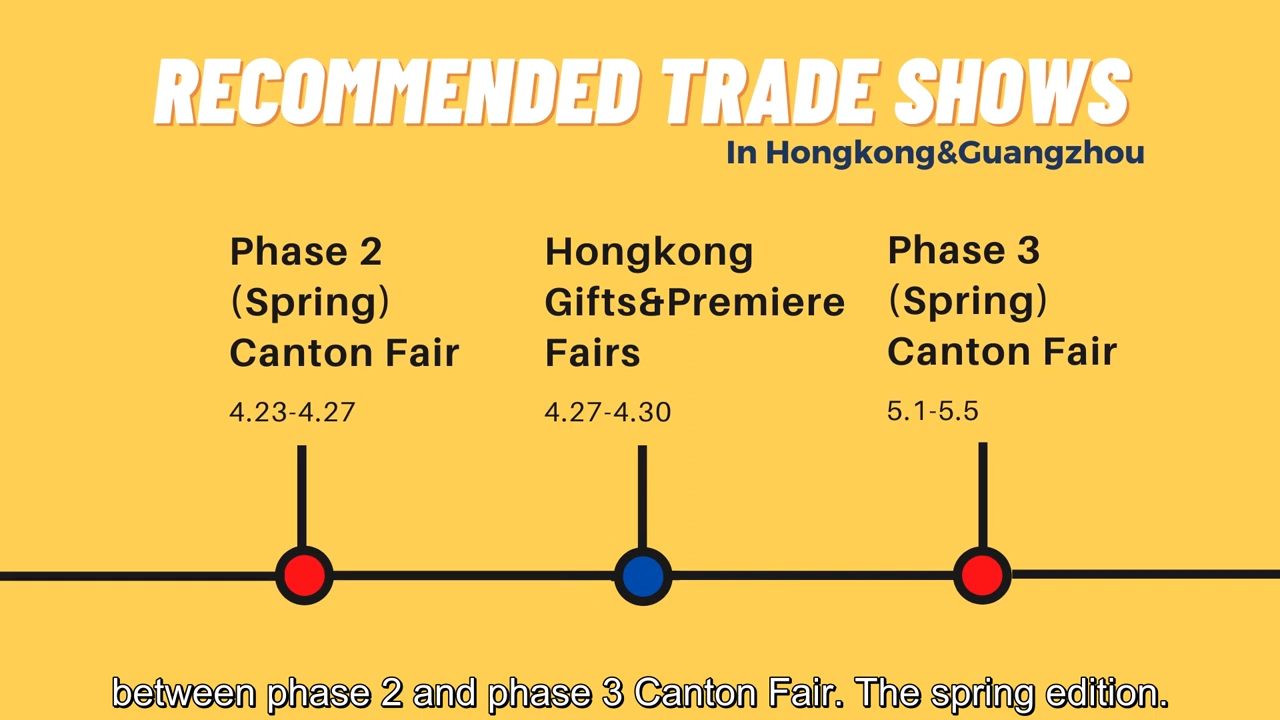 RECOMMENDED TRADE SHOWS
In Hongkong&Guangzhou
Phase 2
(Spring)
Canton Fair
4.23-4.27
Hongkong
Gifts&Premiere
Fairs
4.27-4.30
Phase 3
(Spring)
Canton Fair
5.1-5.5
between phase 2 and phase 3 Canton Fair. The spring edition.